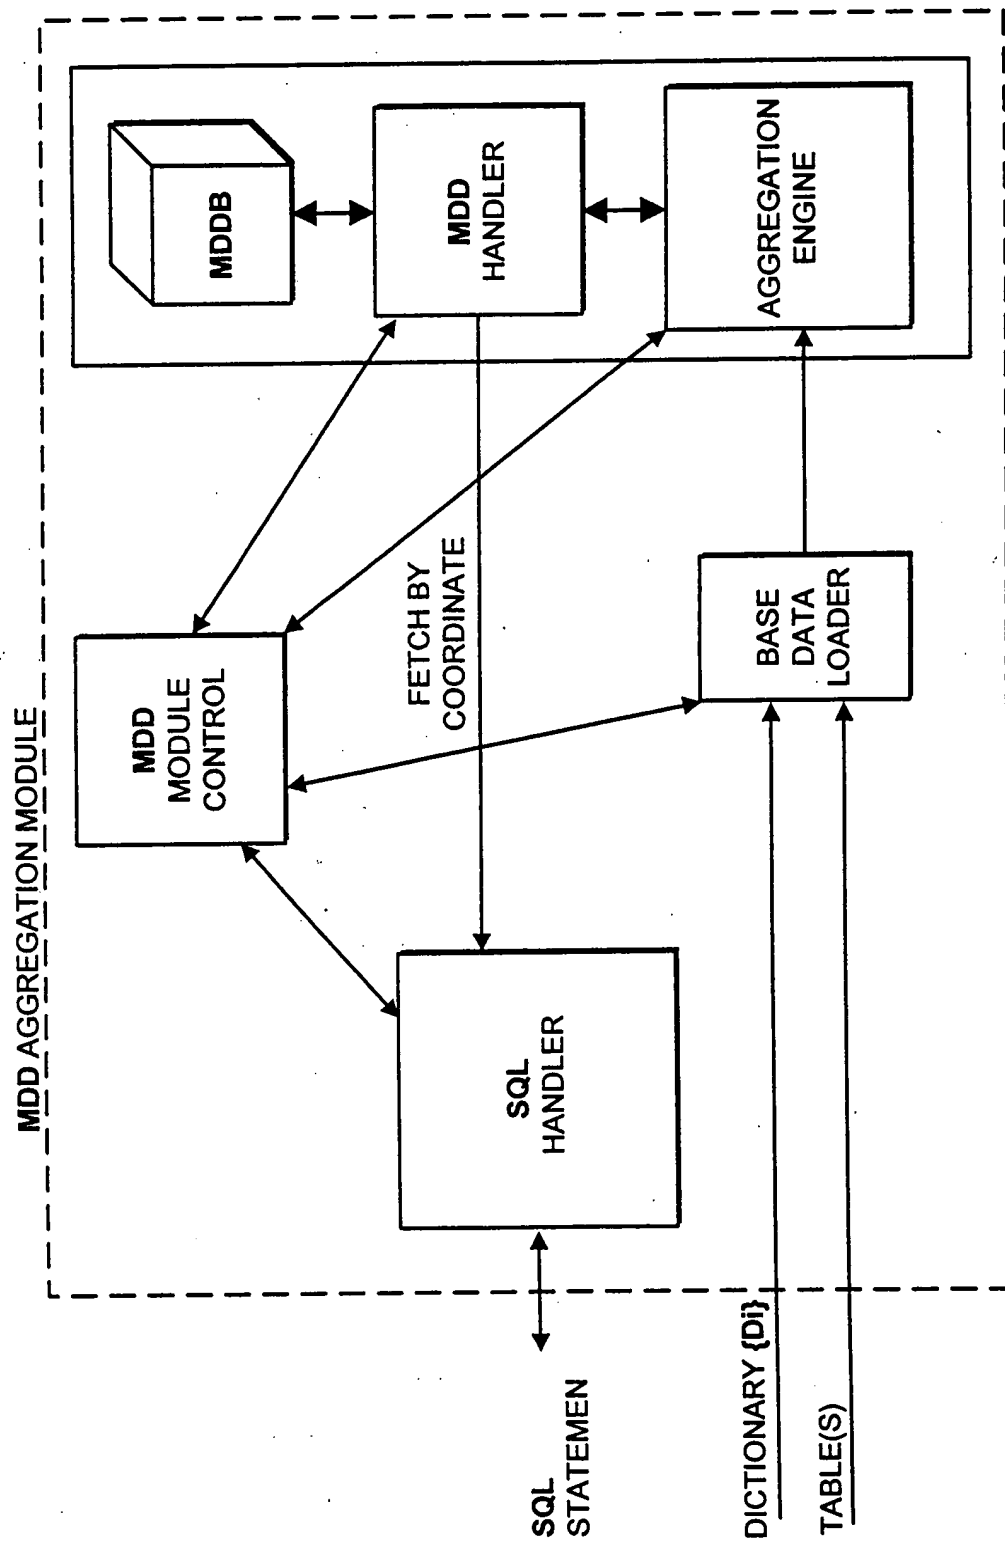 MDD AGGREGATION MODULE
SQL
STATEMEN
DICTIONARY {Di}
TABLE(S)
SQL
HANDLER
MDD
MODULE
CONTROL
FETCH BY
COORDINATE
BASE
DATA
LOADER
MDDB
MDD
HANDLER
AGGREGATION
ENGINE